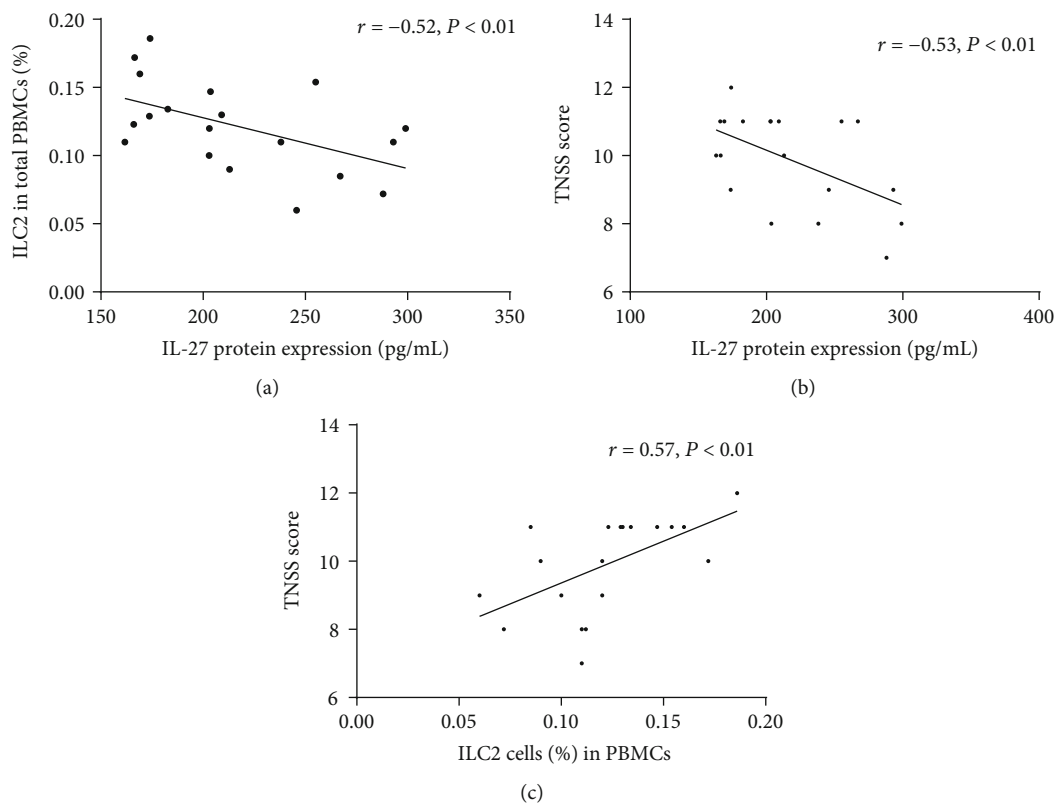 r = −0.52, P < 0.01
0.20
0.15
0.10
0.05
0.00
150 200 250 300 350
ILC2 in total PBMCs (%)
IL-27 protein expression (pg/mL)
(a)
r = −0.53, P < 0.01
14
12
10
8
6
100 200 300 400
TNSS score
IL-27 protein expression (pg/mL)
(b)
r = 0.57, P < 0.01
14
12
10
8
6
0.00 0.05 0.10 0.15 0.20
TNSS score
ILC2 cells (%) in PBMCs
(c)